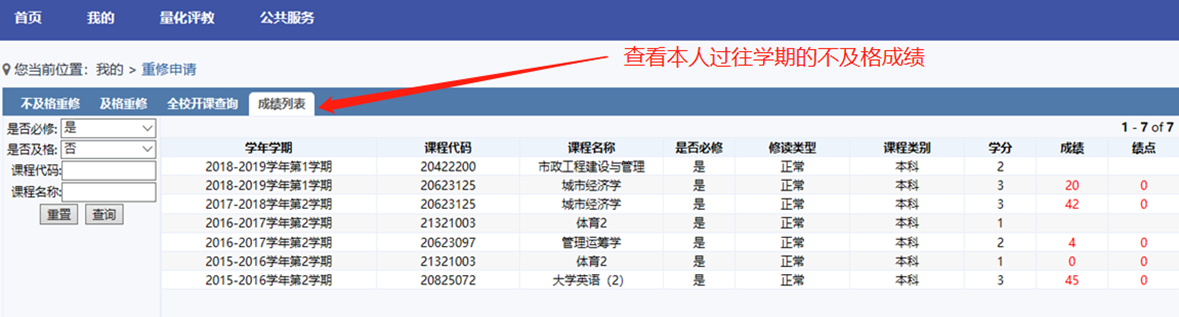 首页 我的 量化评教 公共服务
查看本人过往学期的不及格成绩
您当前位置：我的 > 重修申请
不及格重修 及格重修 全校开课查询 成绩列表
是否必修: 是
是否及格: 否
课程代码:
课程名称:
重置 查询
1 - 7 of 7
学年学期 课程代码 课程名称 是否必修 修读类型 课程类别 学分 成绩 绩点
2018-2019学年第1学期 20422200 市政工程建设与管理 是 正常 本科 2
2018-2019学年第1学期 20623125 城市经济学 是 正常 本科 3 20 0
2017-2018学年第2学期 20623125 城市经济学 是 正常 本科 3 42 0
2016-2017学年第2学期 21321003 体育2 是 正常 本科 1
2016-2017学年第2学期 20623097 管理运筹学 是 正常 本科 2 4 0
2015-2016学年第2学期 21321003 体育2 是 正常 本科 1 0 0
2015-2016学年第2学期 20825072 大学英语（2） 是 正常 本科 3 45 0